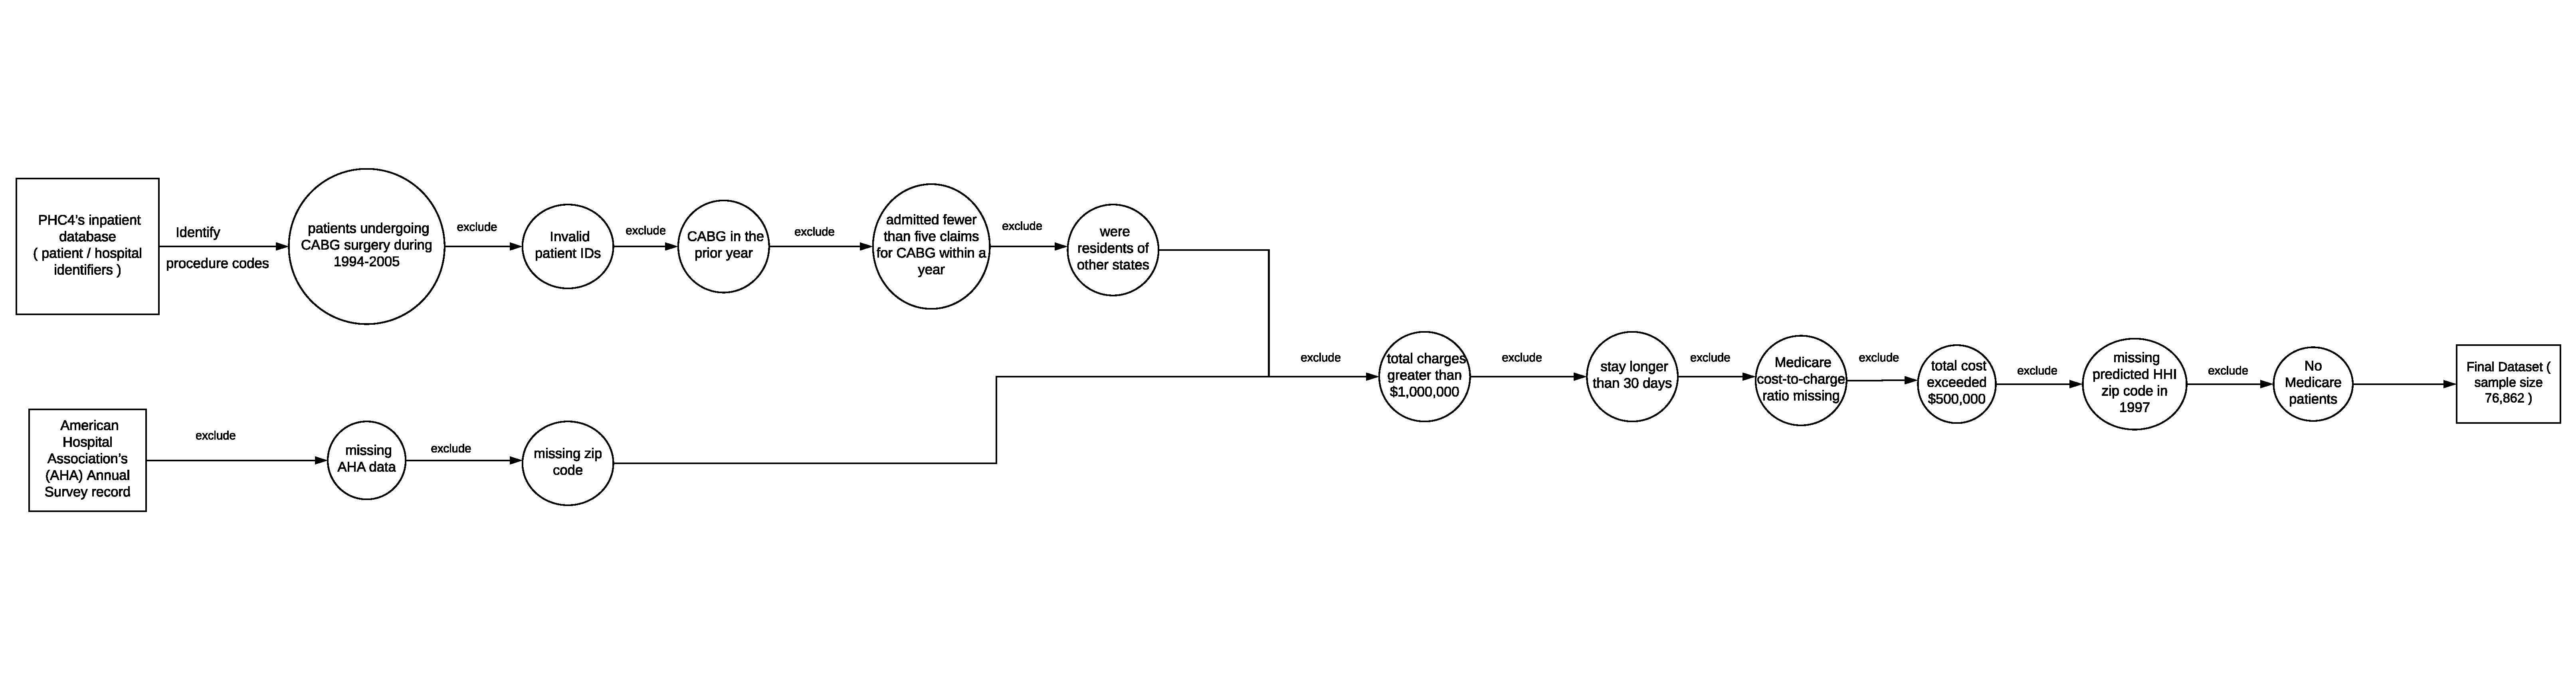 PHC4's inpatient
database
( patient / hospital
identifiers )
Identify
procedure codes
patients undergoing
CABG surgery during
1994-2005
exclude
Invalid
patient IDs
exclude
CABG in the
prior year
exclude
admitted fewer
than five claims
for CABG within a
year
exclude
were
residents of
other states
American
Hospital
Association's
(AHA) Annual
Survey record
exclude
missing
AHA data
exclude
missing zip
code
exclude
total charges
greater than
$1,000,000
exclude
stay longer
than 30 days
exclude
Medicare
cost-to-charge
ratio missing
exclude
total cost
exceeded
$500,000
exclude
missing
predicted HHI
zip code in
1997
exclude
No
Medicare
patients
Final Dataset (
sample size
76,862 )